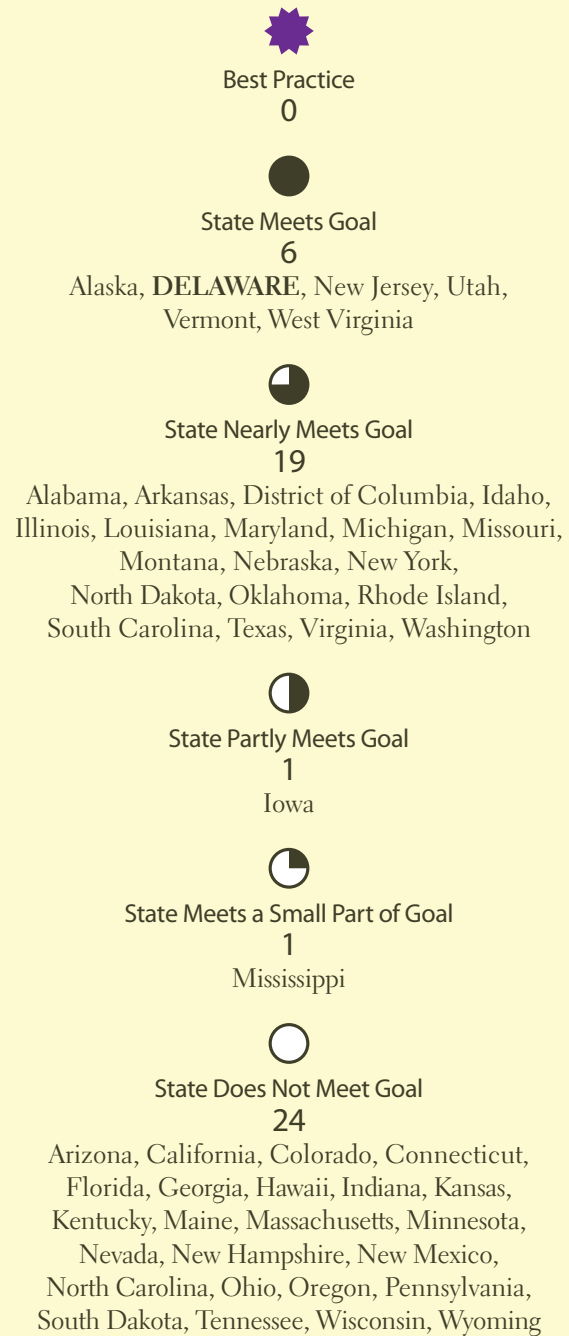 Best Practice
0
State Meets Goal
6
Alaska, DELAWARE, New Jersey, Utah,
Vermont, West Virginia
State Nearly Meets Goal
19
Alabama, Arkansas, District of Columbia, Idaho,
Illinois, Louisiana, Maryland, Michigan, Missouri,
Montana, Nebraska, New York,
North Dakota, Oklahoma, Rhode Island,
South Carolina, Texas, Virginia, Washington
State Partly Meets Goal
1
Iowa
State Meets a Small Part of Goal
1
Mississippi
State Does Not Meet Goal
24
Arizona, California, Colorado, Connecticut,
Florida, Georgia, Hawaii, Indiana, Kansas,
Kentucky, Maine, Massachusetts, Minnesota,
Nevada, New Hampshire, New Mexico,
North Carolina, Ohio, Oregon, Pennsylvania,
South Dakota, Tennessee, Wisconsin, Wyoming